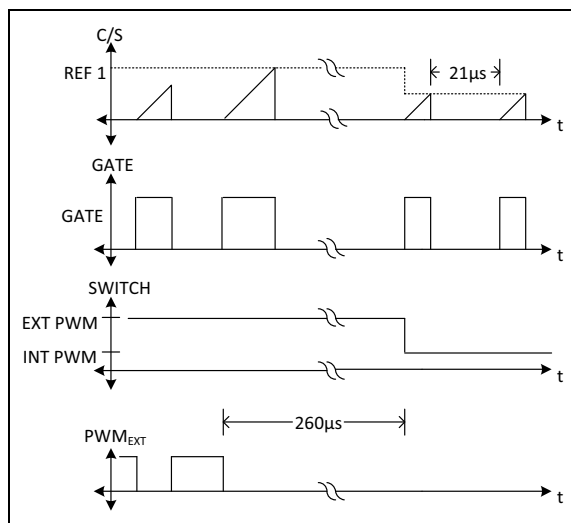 C/S
REF 1
21µs
t
GATE
GATE
t
SWITCH
EXT PWM
INT PWM
t
260µs
PWMEXT
t